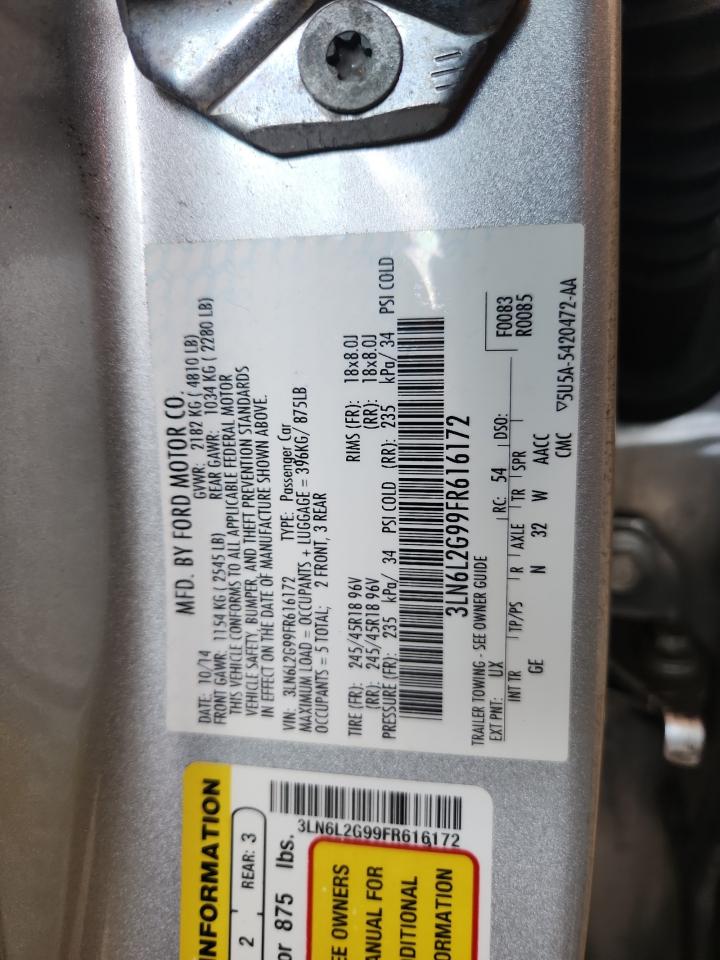 MFD. BY FORD MOTOR CO.
DATE: 10/14 GVWR: 2182 KG ( 4810 LB)
FRONT GAWR: 1154 KG ( 2545 LB) REAR GAWR: 1034 KG ( 2280 LB)
THIS VEHICLE CONFORMS TO ALL APPLICABLE FEDERAL MOTOR
VEHICLE SAFETY, BUMPER, AND THEFT PREVENTION STANDARDS
IN EFFECT ON THE DATE OF MANUFACTURE SHOWN ABOVE.
VIN: 3LN6L2G99FR616172 TYPE: Passenger Car
MAXIMUM LOAD = OCCUPANTS + LUGGAGE = 396KG/ 875LB
OCCUPANTS = 5 TOTAL; 2 FRONT, 3 REAR
TIRE (FR): 245/45R18 96V RIMS (FR): 18x8.0J
(RR): 245/45R18 96V (RR): 18x8.0J
PRESSURE (FR): 235 kPa/ 34 PSI COLD (RR): 235 kPa/ 34 PSI COLD
3LN6L2G99FR616172
TRAILER TOWING - SEE OWNER GUIDE
EXT PNT: UX RC: 54 DSO: F0083
R0085
INT TR TP/PS R AXLE TR SPR
GE N 32 W AACC
CMC ▽5U5A-5420472-AA
INFORMATION
2 REAR: 3
or 875 lbs.
3LN6L2G99FR616172
EE OWNERS
ANUAL FOR
DDITIONAL
ORMATION